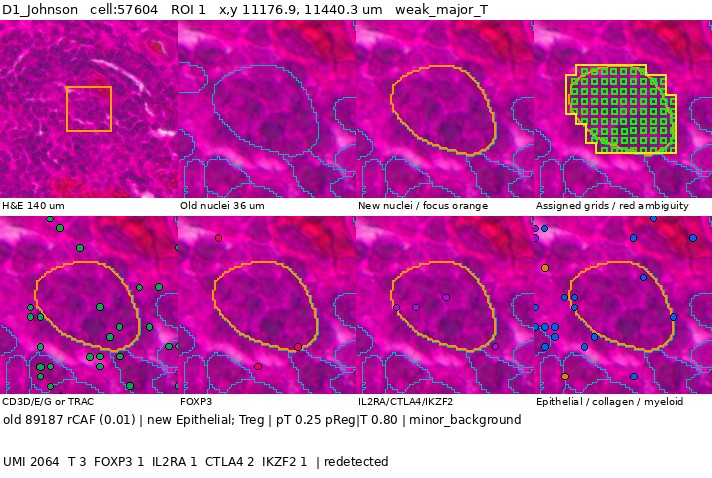 D1_Johnson cell:57604 ROI 1 x,y 11176.9, 11440.3 um weak_major_T
H&E 140 um
Old nuclei 36 um
New nuclei / focus orange
Assigned grids / red ambiguity
CD3D/E/G or TRAC
FOXP3
IL2RA/CTLA4/IKZF2
Epithelial / collagen / myeloid
old 89187 rCAF (0.01) | new Epithelial; Treg | pT 0.25 pReg|T 0.80 | minor_background
UMI 2064 T 3 FOXP3 1 IL2RA 1 CTLA4 2 IKZF2 1 | redetected